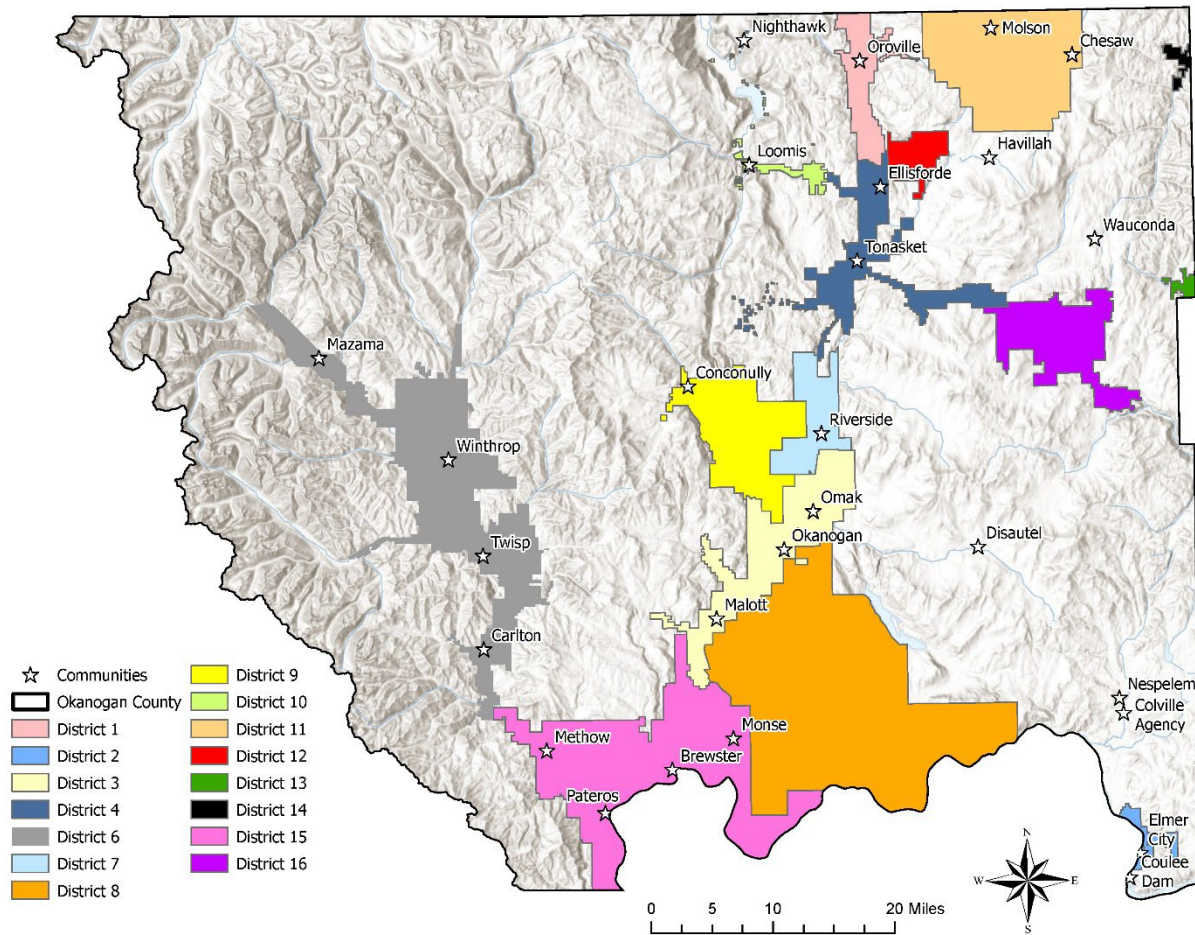 Nighthawk
Oroville
Molson
Chesaw
Loomis
Havillah
Ellisforde
Wauconda
Tonasket
Mazama
Conconully
Riverside
Winthrop
Omak
Okanogan
Disautel
Twisp
Malott
Carlton
Nespelem
Colville
Agency
Monse
Methow
Brewster
Pateros
Elmer
City
Coulee
Dam
Communities
Okanogan County
District 1
District 2
District 3
District 4
District 6
District 7
District 8
District 9
District 10
District 11
District 12
District 13
District 14
District 15
District 16
N
W E
S
0 5 10 20 Miles